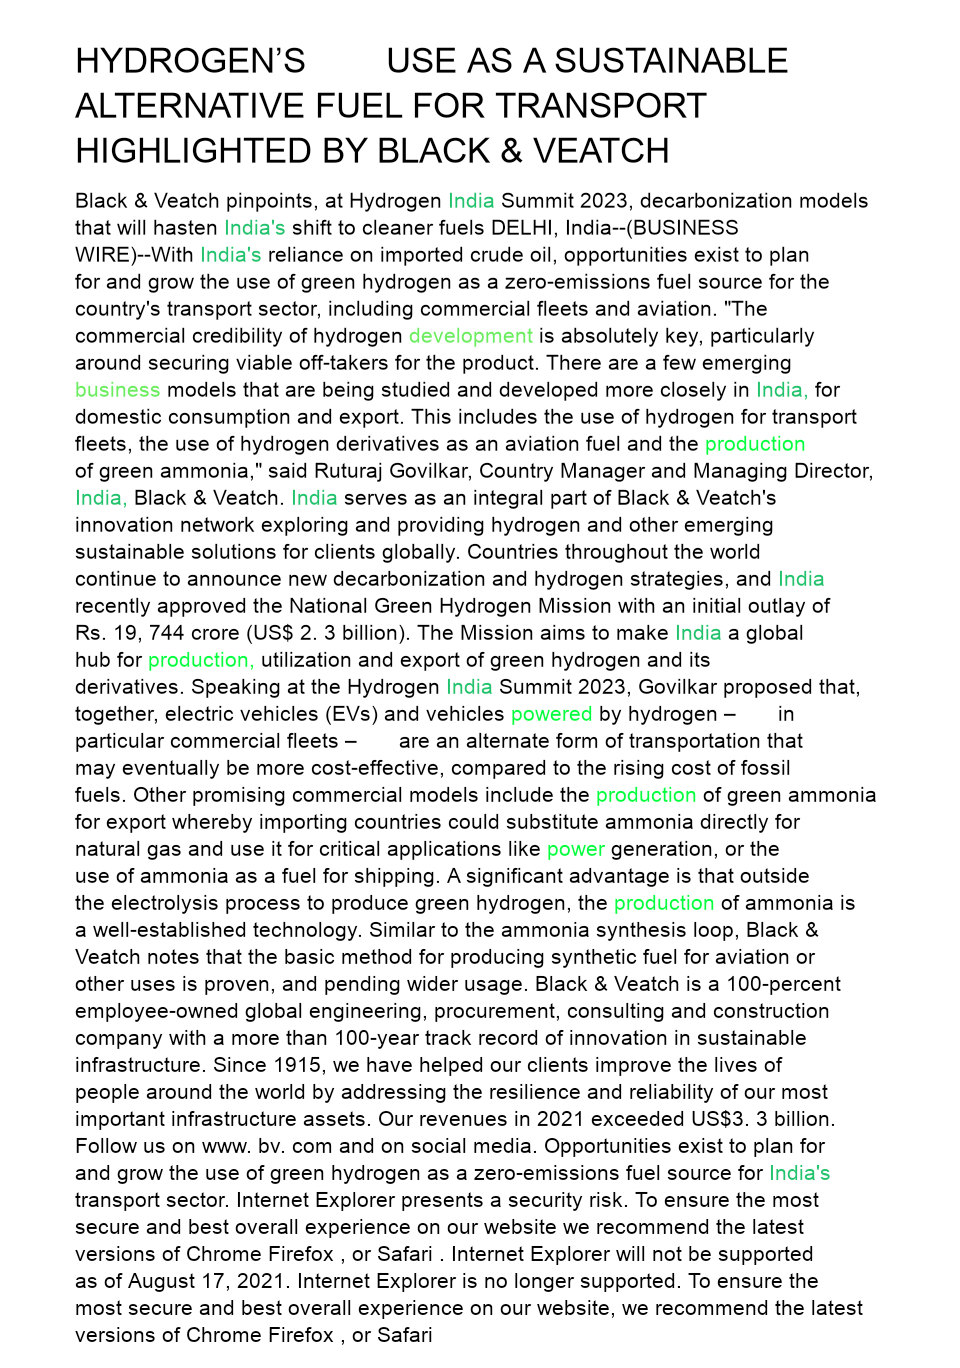 HYDROGEN’S USE AS A SUSTAINABLE
ALTERNATIVE FUEL FOR TRANSPORT
HIGHLIGHTED BY BLACK & VEATCH
Black & Veatch pinpoints, at Hydrogen India Summit 2023, decarbonization models
that will hasten India's shift to cleaner fuels DELHI, India--(BUSINESS
WIRE)--With India's reliance on imported crude oil, opportunities exist to plan
for and grow the use of green hydrogen as a zero-emissions fuel source for the
country's transport sector, including commercial fleets and aviation. "The
commercial credibility of hydrogen development is absolutely key, particularly
around securing viable off-takers for the product. There are a few emerging
business models that are being studied and developed more closely in India, for
domestic consumption and export. This includes the use of hydrogen for transport
fleets, the use of hydrogen derivatives as an aviation fuel and the production
of green ammonia," said Ruturaj Govilkar, Country Manager and Managing Director,
India, Black & Veatch. India serves as an integral part of Black & Veatch's
innovation network exploring and providing hydrogen and other emerging
sustainable solutions for clients globally. Countries throughout the world
continue to announce new decarbonization and hydrogen strategies, and India
recently approved the National Green Hydrogen Mission with an initial outlay of
Rs. 19, 744 crore (US$ 2. 3 billion). The Mission aims to make India a global
hub for production, utilization and export of green hydrogen and its
derivatives. Speaking at the Hydrogen India Summit 2023, Govilkar proposed that,
together, electric vehicles (EVs) and vehicles powered by hydrogen – in
particular commercial fleets – are an alternate form of transportation that
may eventually be more cost-effective, compared to the rising cost of fossil
fuels. Other promising commercial models include the production of green ammonia
for export whereby importing countries could substitute ammonia directly for
natural gas and use it for critical applications like power generation, or the
use of ammonia as a fuel for shipping. A significant advantage is that outside
the electrolysis process to produce green hydrogen, the production of ammonia is
a well-established technology. Similar to the ammonia synthesis loop, Black &
Veatch notes that the basic method for producing synthetic fuel for aviation or
other uses is proven, and pending wider usage. Black & Veatch is a 100-percent
employee-owned global engineering, procurement, consulting and construction
company with a more than 100-year track record of innovation in sustainable
infrastructure. Since 1915, we have helped our clients improve the lives of
people around the world by addressing the resilience and reliability of our most
important infrastructure assets. Our revenues in 2021 exceeded US$3. 3 billion.
Follow us on www. bv. com and on social media. Opportunities exist to plan for
and grow the use of green hydrogen as a zero-emissions fuel source for India's
transport sector. Internet Explorer presents a security risk. To ensure the most
secure and best overall experience on our website we recommend the latest
versions of Chrome Firefox , or Safari . Internet Explorer will not be supported
as of August 17, 2021. Internet Explorer is no longer supported. To ensure the
most secure and best overall experience on our website, we recommend the latest
versions of Chrome Firefox , or Safari